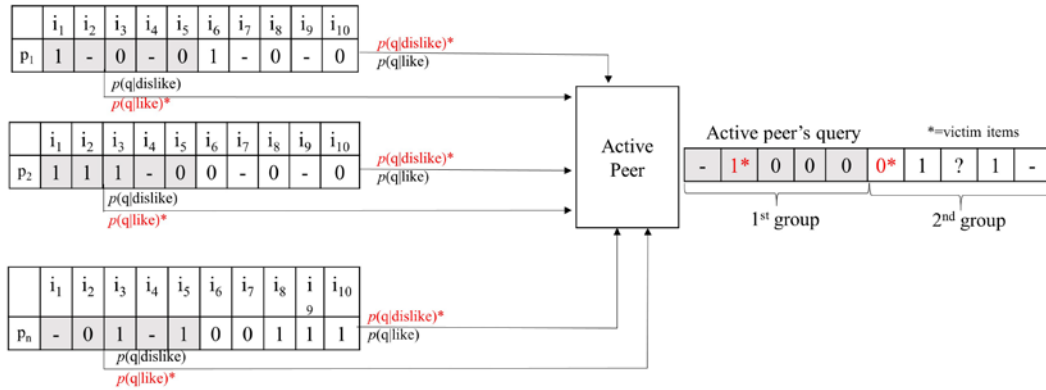 i1 i2 i3 i4 i5 i6 i7 i8 i9 i10
p1 1 - 0 - 0 1 - 0 - 0
p(q|dislike)*
p(q|like)
p(q|dislike)
p(q|like)*
i1 i2 i3 i4 i5 i6 i7 i8 i9 i10
p2 1 1 1 - 0 0 - 0 - 0
p(q|dislike)*
p(q|like)
p(q|dislike)
p(q|like)*
Active
Peer
Active peer's query
*=victim items
- 1* 0 0 0 0* 1 ? 1 -
1st group
2nd group
i1 i2 i3 i4 i5 i6 i7 i8 i9 i10
pn - 0 1 - 1 0 0 1 1 1
p(q|dislike)*
p(q|like)
p(q|dislike)
p(q|like)*